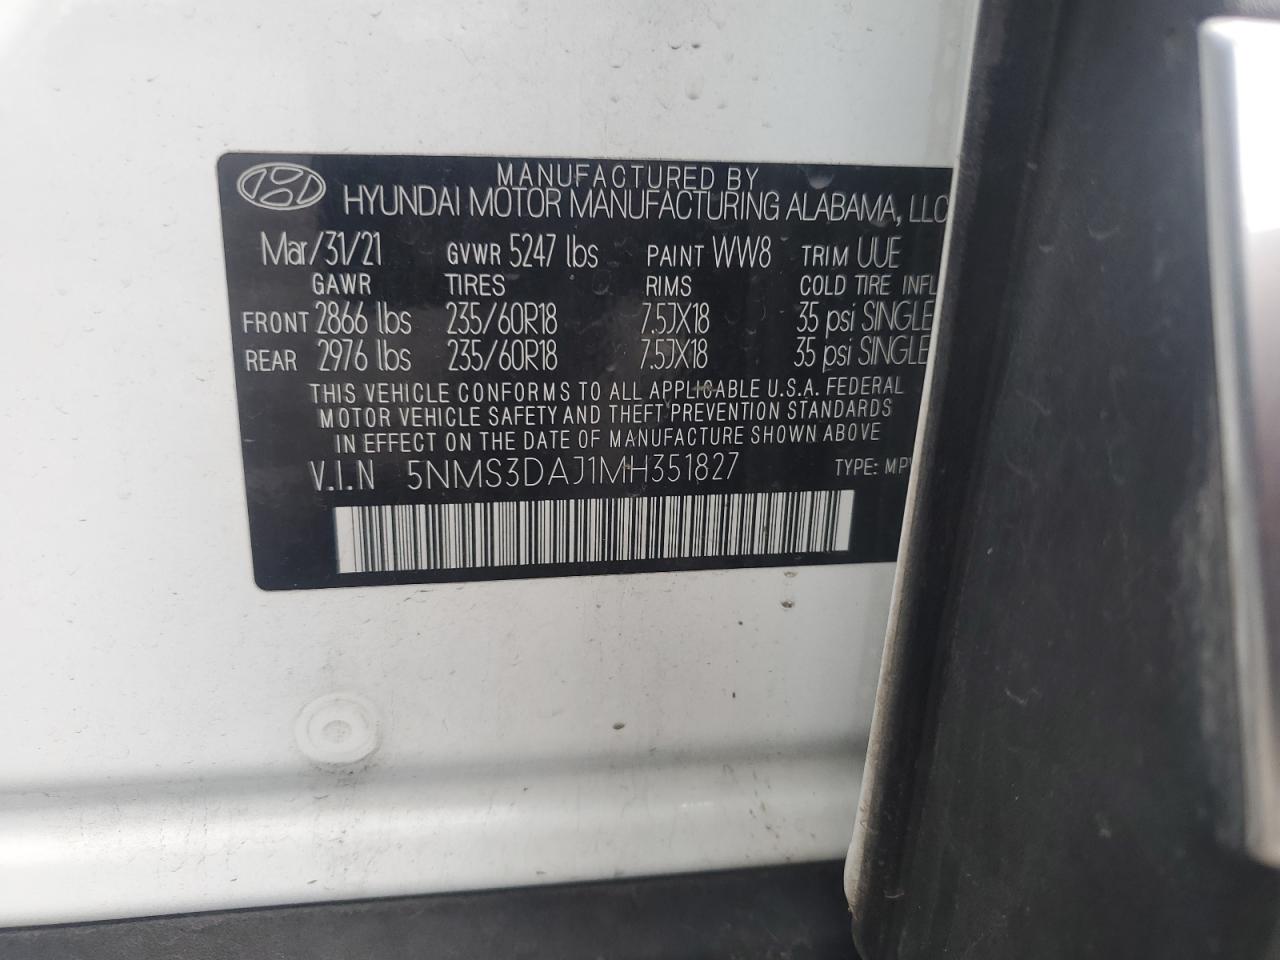 MANUFACTURED BY
HYUNDAI MOTOR MANUFACTURING ALABAMA, LLC
Mar/31/21 GVWR 5247 lbs PAINT WW8 TRIM UUE
GAWR TIRES RIMS COLD TIRE INFL
FRONT 2866 lbs 235/60R18 7.5JX18 35 psi SINGLE
REAR 2976 lbs 235/60R18 7.5JX18 35 psi SINGLE
THIS VEHICLE CONFORMS TO ALL APPLICABLE U.S.A. FEDERAL
MOTOR VEHICLE SAFETY AND THEFT PREVENTION STANDARDS
IN EFFECT ON THE DATE OF MANUFACTURE SHOWN ABOVE
V.I.N 5NMS3DAJ1MH351827 TYPE: MPV